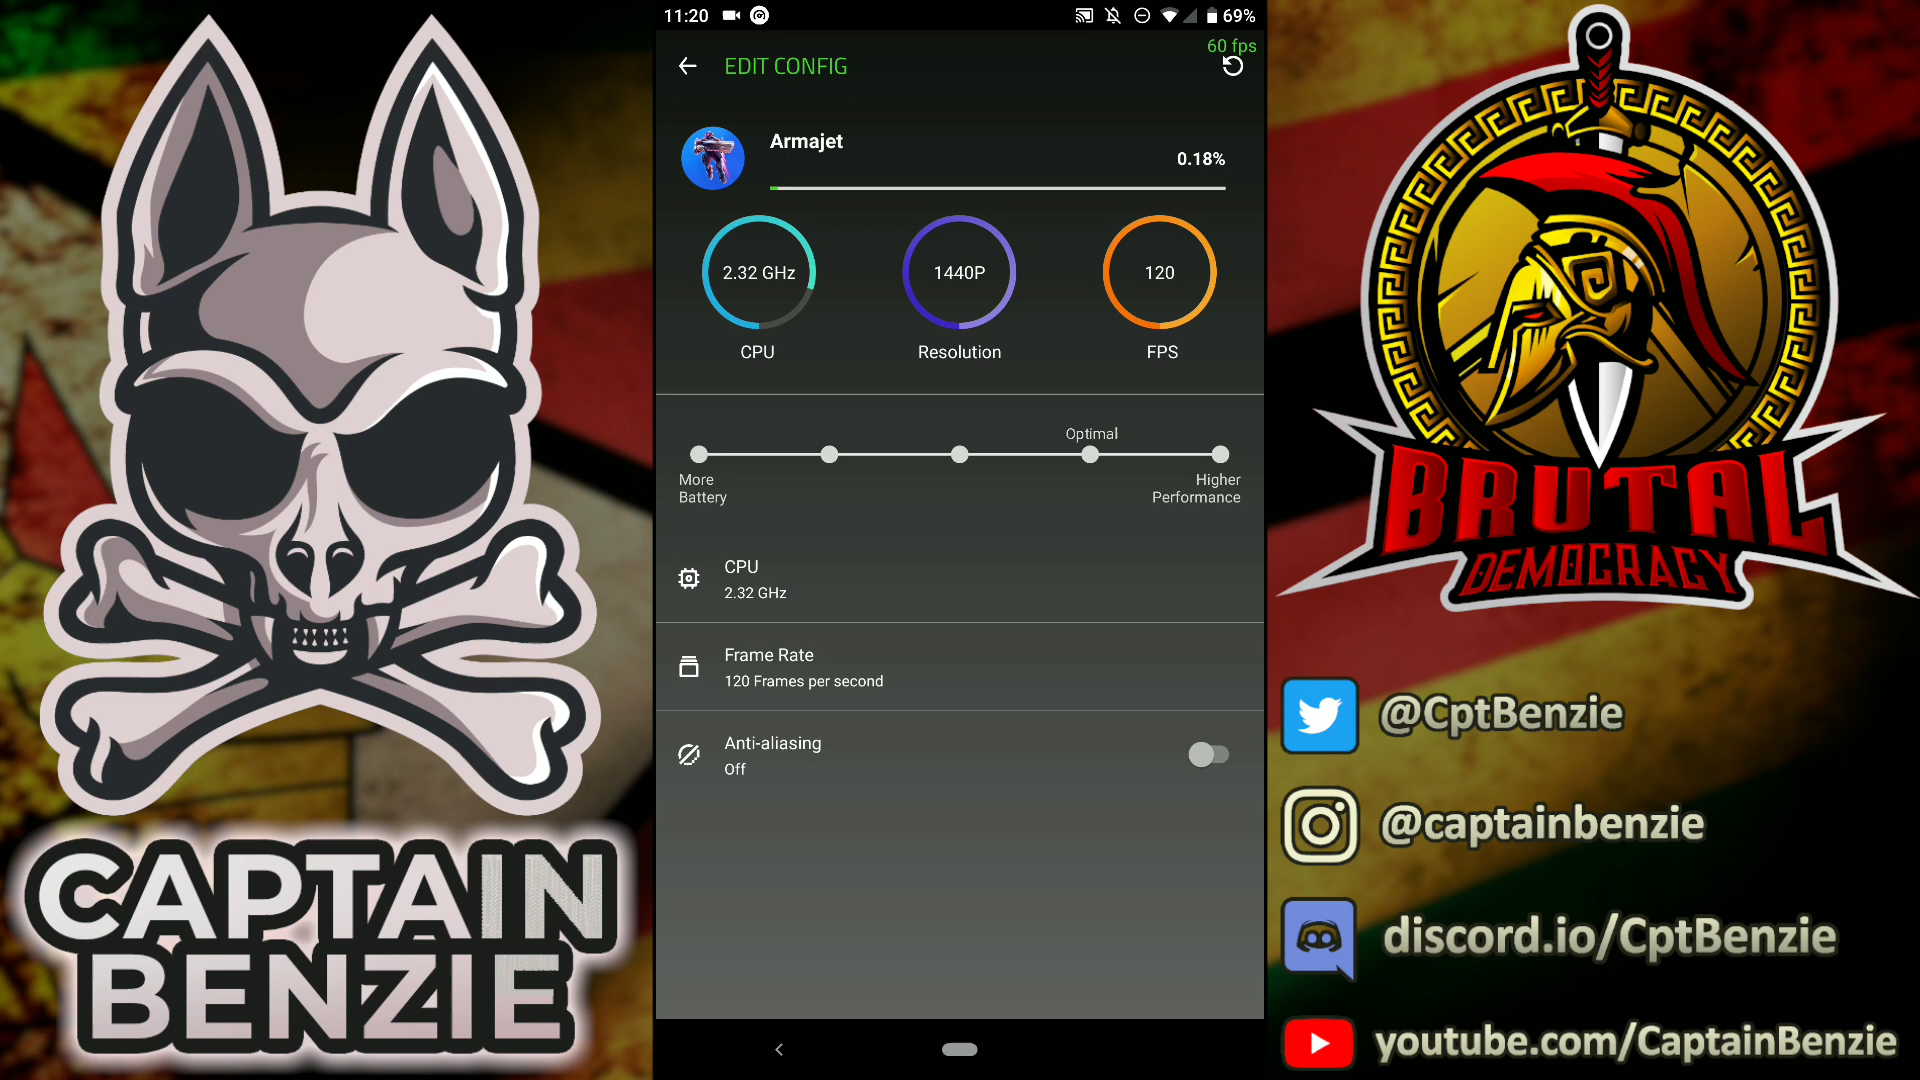 11:20
69%
60 fps
EDIT CONFIG
Armajet
0.18%
2.32 GHz
1440P
120
CPU
Resolution
FPS
Optimal
More
Battery
Higher
Performance
CPU
2.32 GHz
Frame Rate
120 Frames per second
Anti-aliasing
Off
CAPTAIN
BENZIE
BRUTAL
DEMOCRACY
@CptBenzie
@captainbenzie
discord.io/CptBenzie
youtube.com/CaptainBenzie